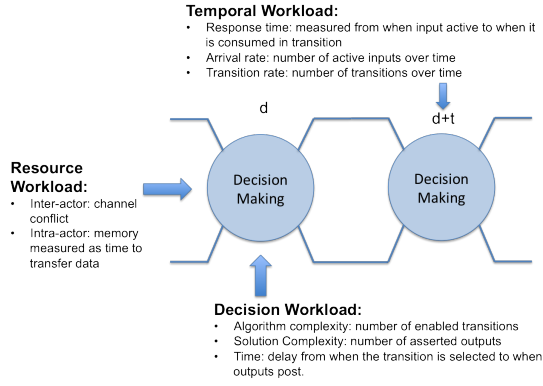 Temporal Workload:
• Response time: measured from when input active to when it
is consumed in transition
• Arrival rate: number of active inputs over time
• Transition rate: number of transitions over time
d
d+t
Decision
Making
Decision
Making
Resource
Workload:
• Inter-actor: channel
conflict
• Intra-actor: memory
measured as time to
transfer data
Decision Workload:
• Algorithm complexity: number of enabled transitions
• Solution Complexity: number of asserted outputs
• Time: delay from when the transition is selected to when
outputs post.